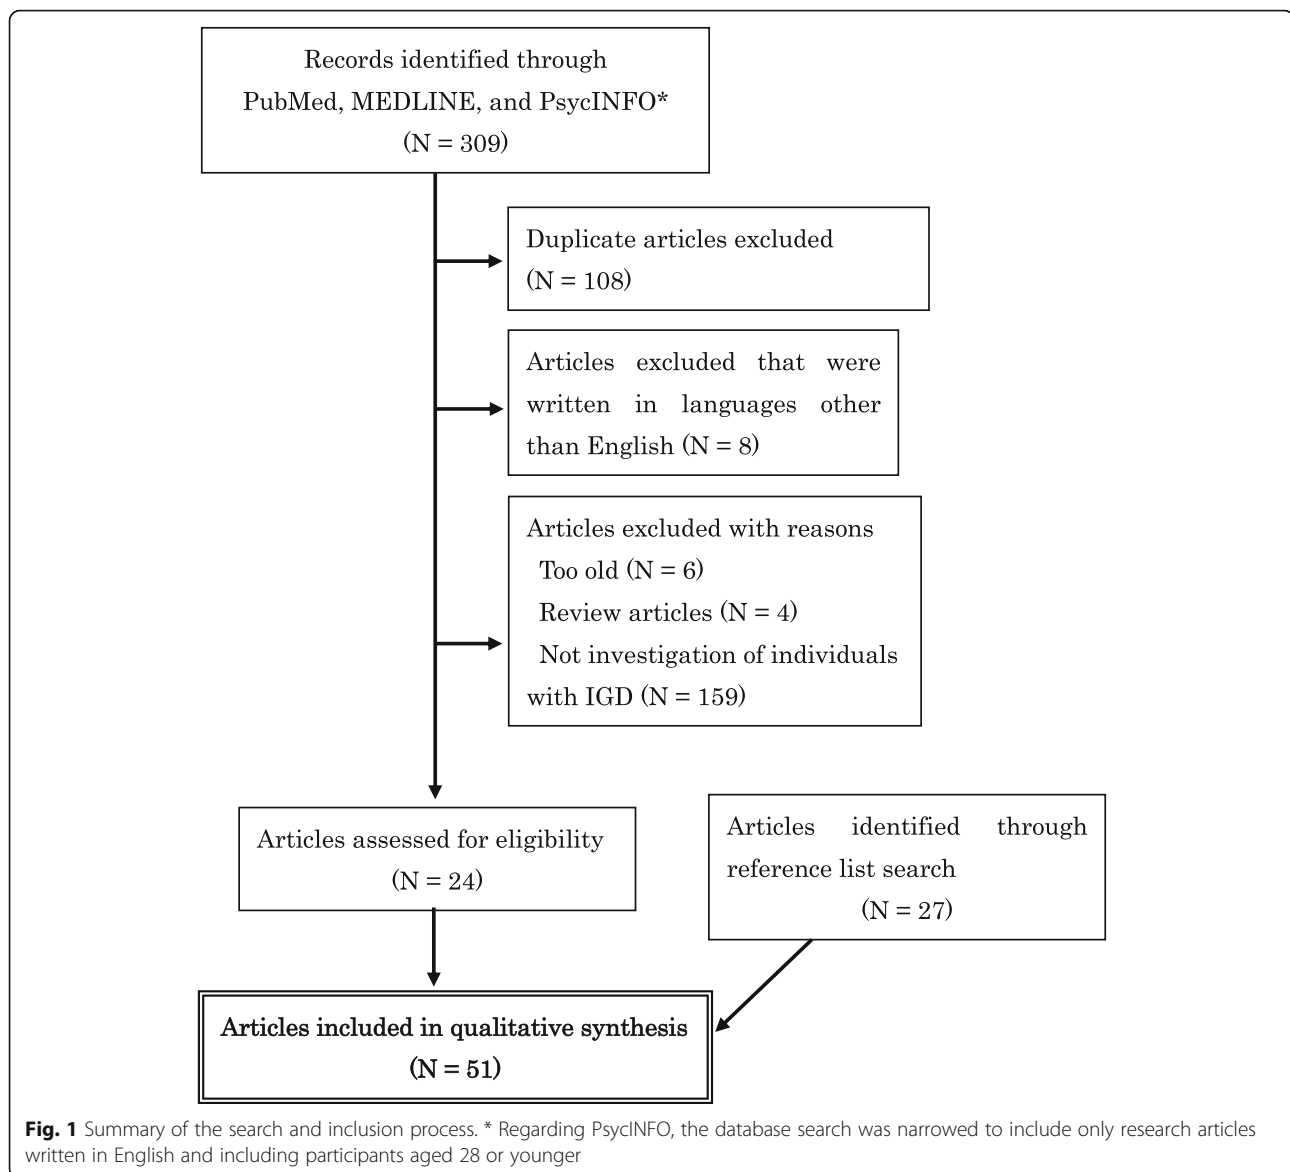 Records identified through
PubMed, MEDLINE, and PsycINFO*
(N = 309)
Duplicate articles excluded
(N = 108)
Articles excluded that were
written in languages other
than English (N = 8)
Articles excluded with reasons
Too old (N = 6)
Review articles (N = 4)
Not investigation of individuals
with IGD (N = 159)
Articles assessed for eligibility
(N = 24)
Articles identified through
reference list search
(N = 27)
Articles included in qualitative synthesis
(N = 51)
Fig. 1 Summary of the search and inclusion process. * Regarding PsycINFO, the database search was narrowed to include only research articles
written in English and including participants aged 28 or younger